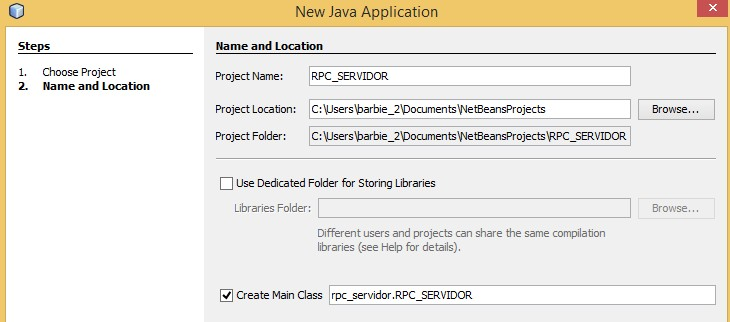 New Java Application
Steps
1. Choose Project
2. Name and Location
Name and Location
Project Name: RPC_SERVIDOR
Project Location: C:\Users\barbie_2\Documents\NetBeansProjects Browse...
Project Folder: C:\Users\barbie_2\Documents\NetBeansProjects\RPC_SERVIDOR
Use Dedicated Folder for Storing Libraries
Libraries Folder: Browse...
Different users and projects can share the same compilation
libraries (see Help for details).
Create Main Class rpc_servidor.RPC_SERVIDOR